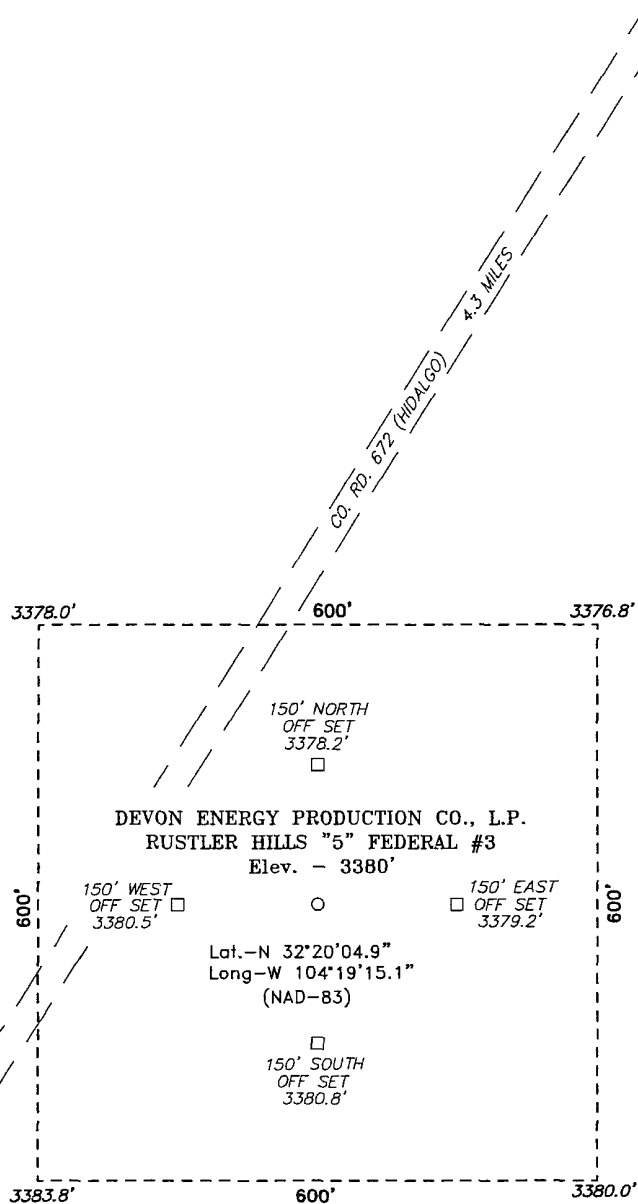 CO. RD. 672 (HIDALGO) 4.3 MILES
3378.0' 600' 3376.8'
150' NORTH
OFF SET
3378.2'
DEVON ENERGY PRODUCTION CO., L.P.
RUSTLER HILLS "5" FEDERAL #3
Elev. - 3380'
600'
150' WEST
OFF SET
3380.5'
150' EAST
OFF SET
3379.2'
600'
Lat.-N 32°20'04.9"
Long-W 104°19'15.1"
(NAD-83)
150' SOUTH
OFF SET
3380.8'
3383.8' 600' 3380.0'